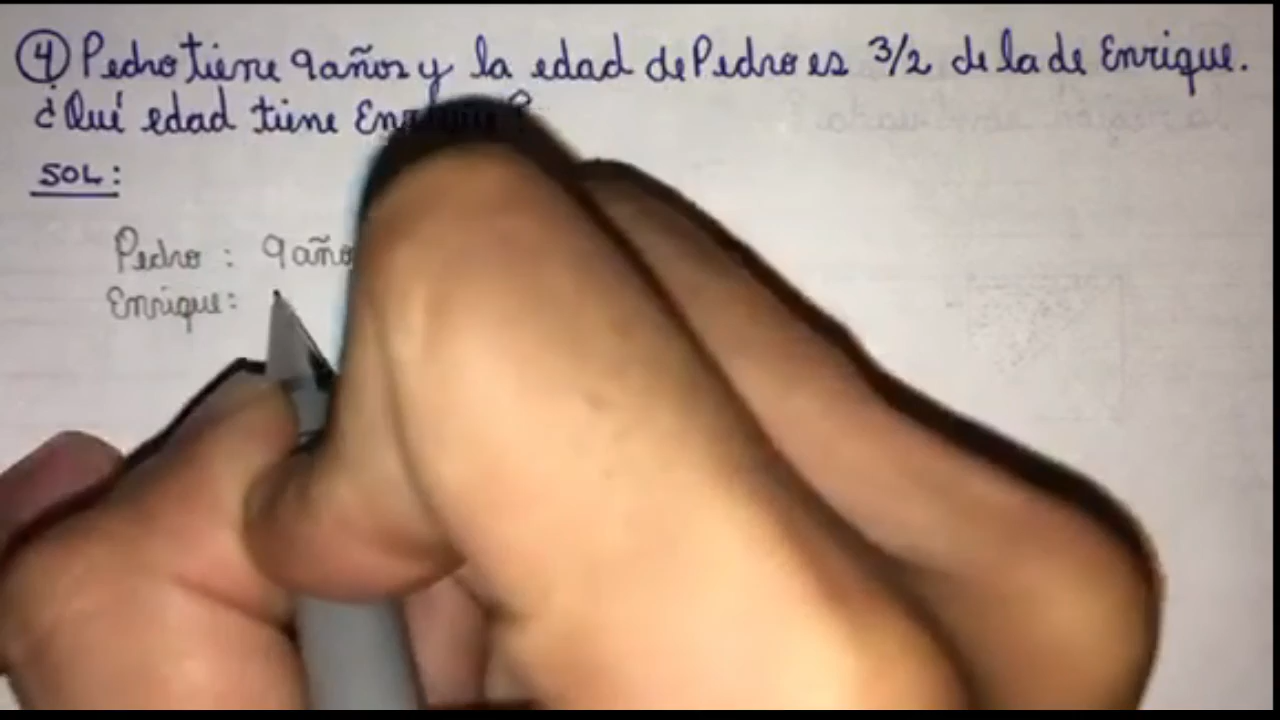 ④ Pedro tiene 9 años y la edad de Pedro es 3/2 de la de Enrique.
¿Qué edad tiene
SOL:
Pedro : 9 año
Enrique: